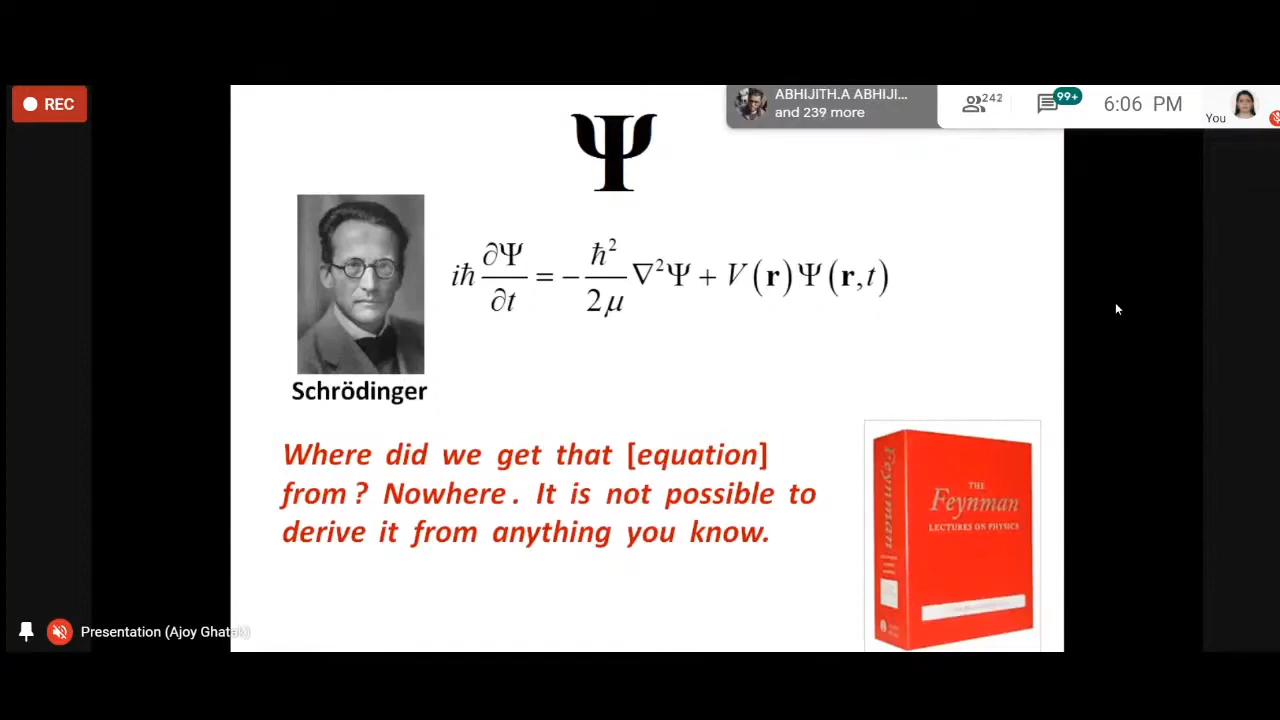 REC
ABHIJITH.A ABHIJI...
and 239 more
242
99+
6:06 PM
You
Ψ
iħ ∂Ψ/∂t = − ħ²/2μ ∇²Ψ + V(r)Ψ(r,t)
Schrödinger
Where did we get that [equation]
from? Nowhere. It is not possible to
derive it from anything you know.
Feynman
THE
Feynman
LECTURES ON PHYSICS
Presentation (Ajoy Ghatak)